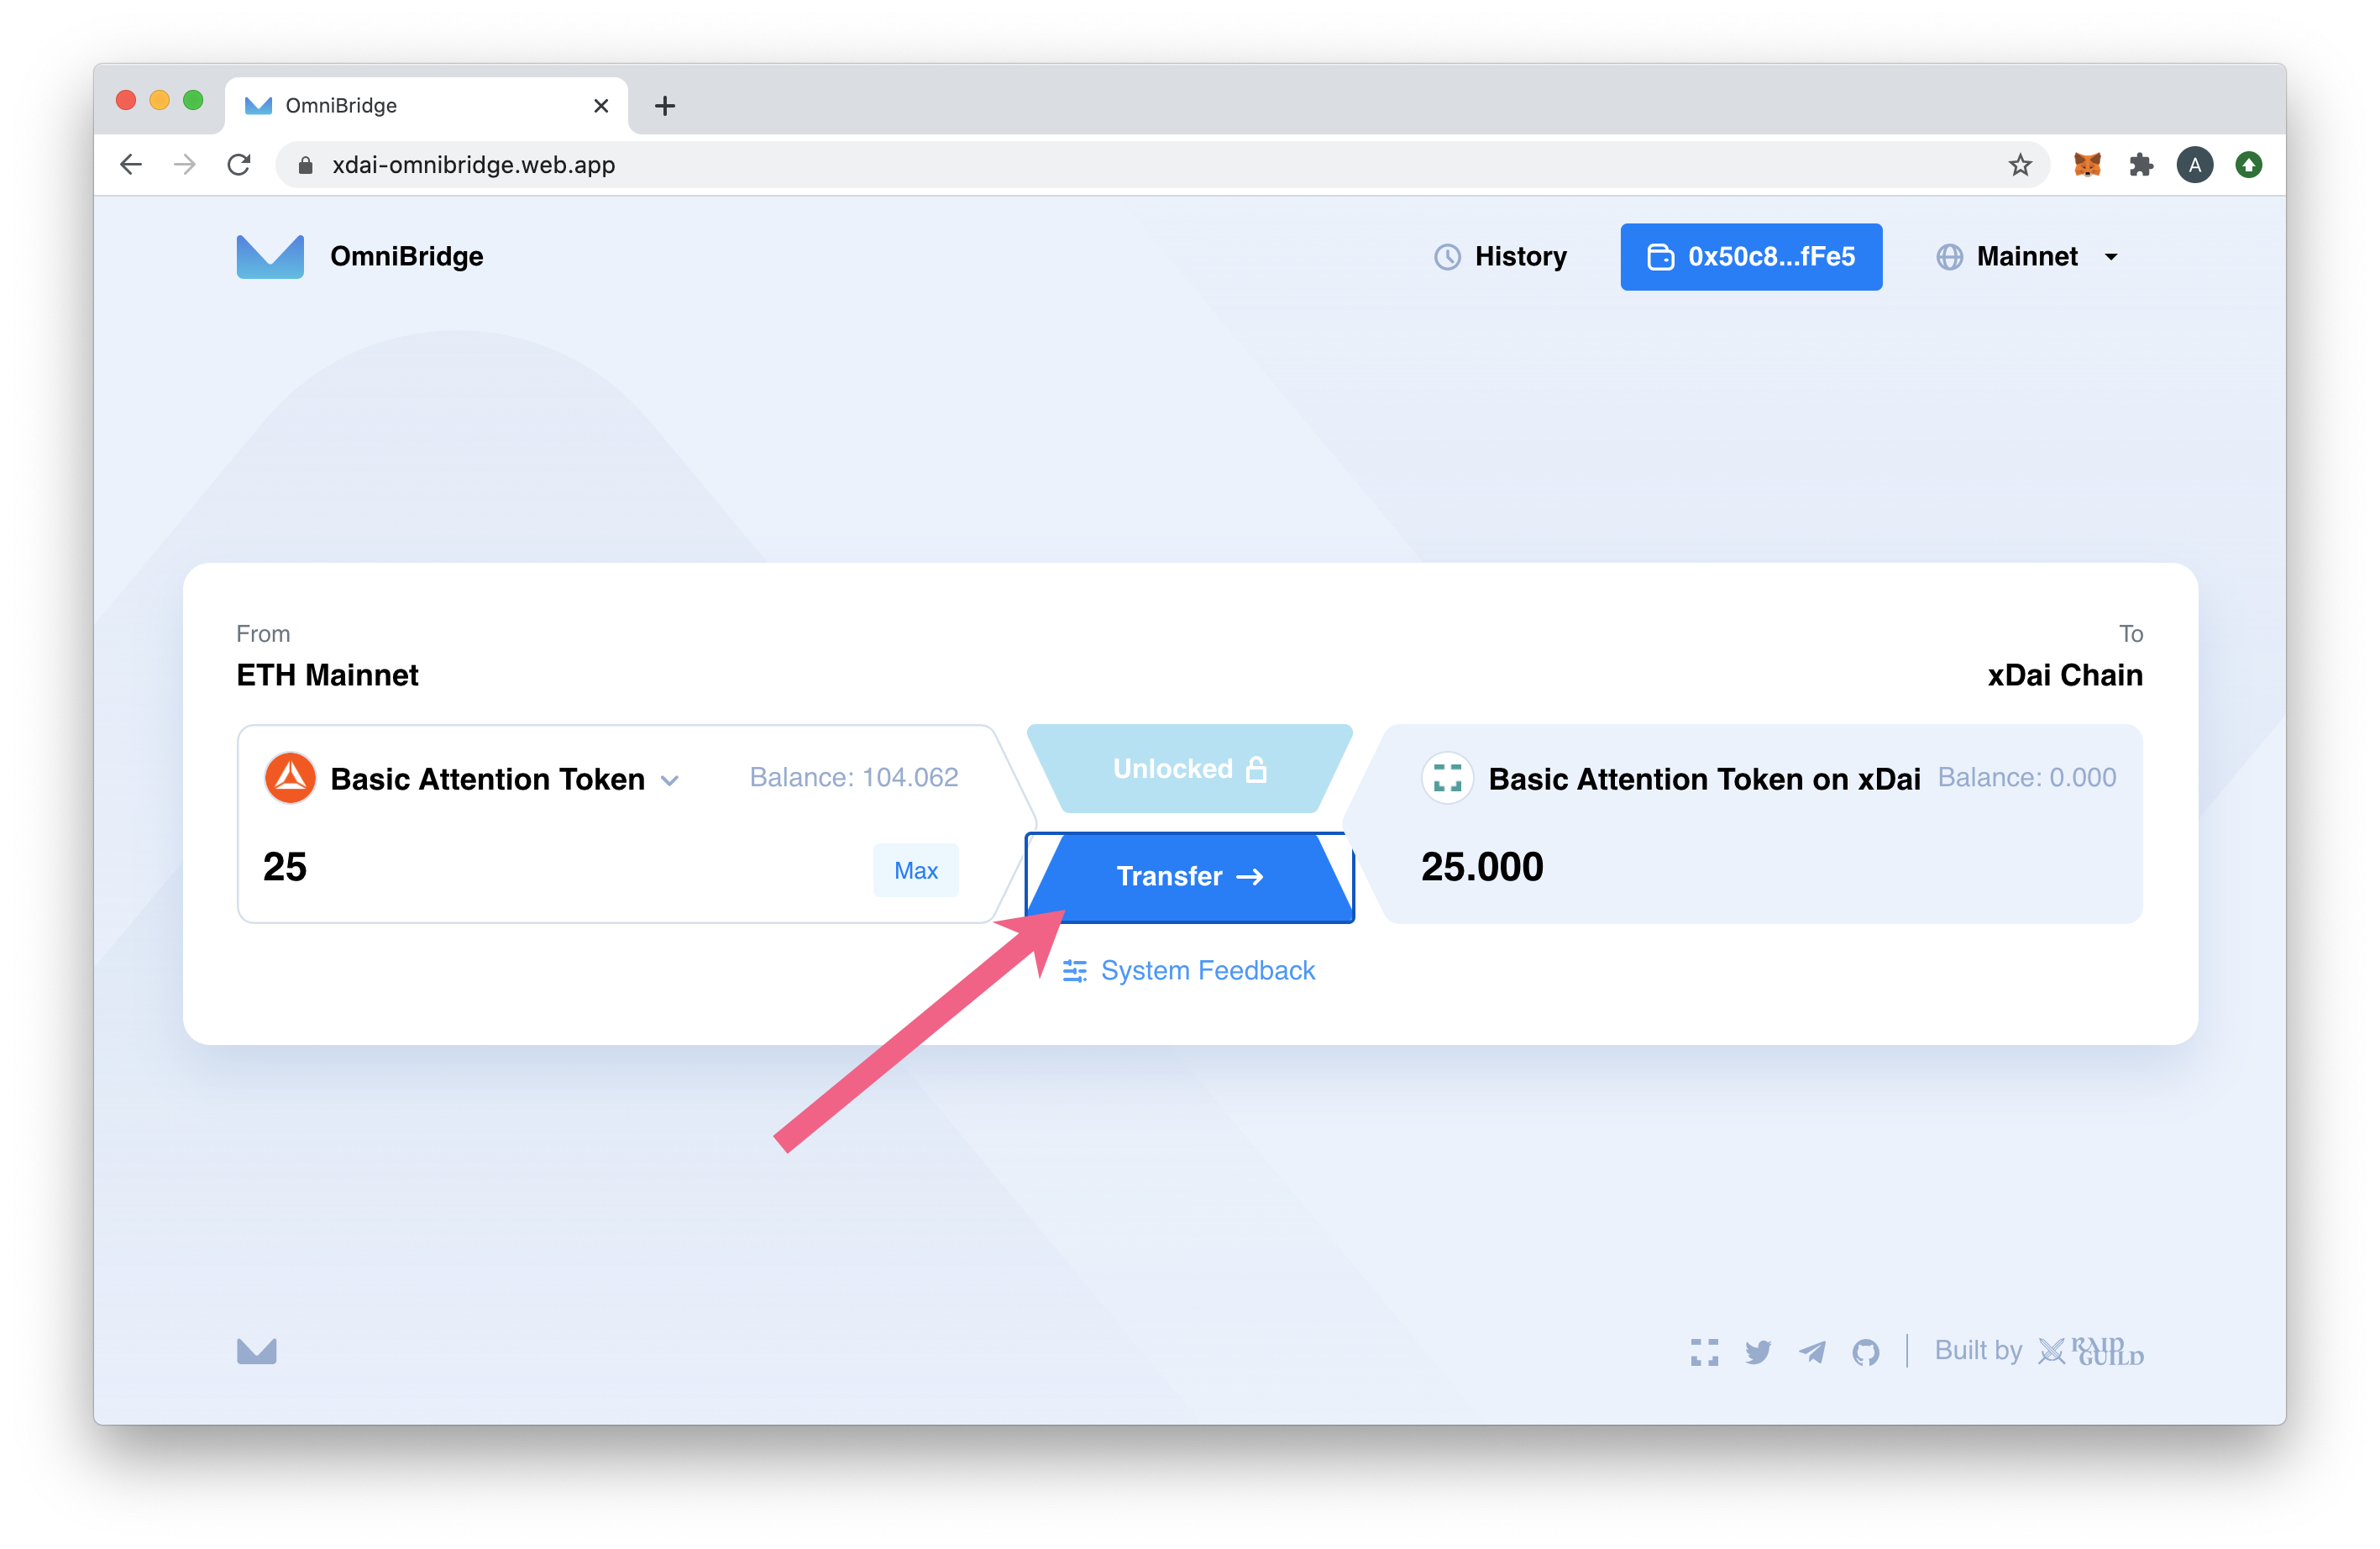 OmniBridge
xdai-omnibridge.web.app
A
OmniBridge
History
0x50c8...fFe5
Mainnet
From
To
ETH Mainnet
xDai Chain
Basic Attention Token
Balance: 104.062
Unlocked
Basic Attention Token on xDai
Balance: 0.000
25
Max
Transfer
25.000
System Feedback
Built by
RAID
GUILD